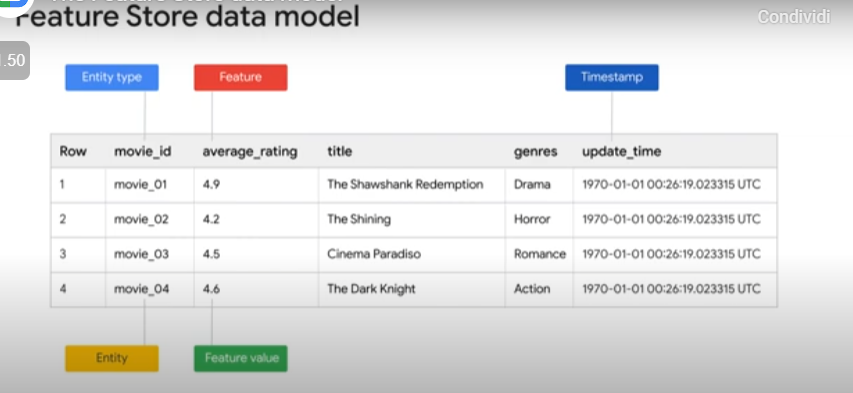 Feature Store data model
Condividi
1.50
Entity type Feature Timestamp
Row movie_id average_rating title genres update_time
1 movie_01 4.9 The Shawshank Redemption Drama 1970-01-01 00:26:19.023315 UTC
2 movie_02 4.2 The Shining Horror 1970-01-01 00:26:19.023315 UTC
3 movie_03 4.5 Cinema Paradiso Romance 1970-01-01 00:26:19.023315 UTC
4 movie_04 4.6 The Dark Knight Action 1970-01-01 00:26:19.023315 UTC
Entity Feature value